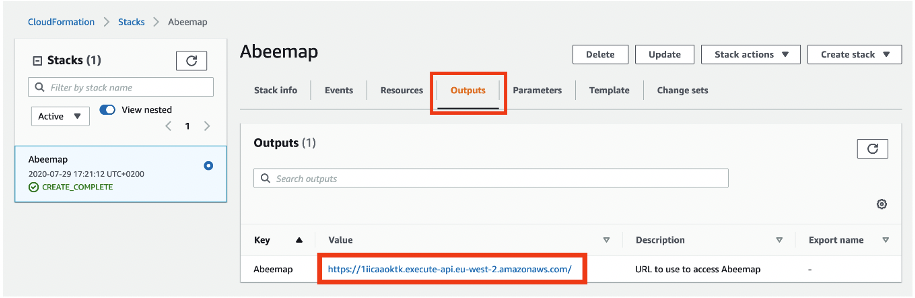 CloudFormation > Stacks > Abeemap
Stacks (1)
Filter by stack name
Active
View nested
< 1 >
Abeemap
2020-07-29 17:21:12 UTC+0200
CREATE_COMPLETE
Abeemap
Delete
Update
Stack actions
Create stack
Stack info
Events
Resources
Outputs
Parameters
Template
Change sets
Outputs (1)
Search outputs
Key
Value
Description
Export name
Abeemap
https://1iicaaoktk.execute-api.eu-west-2.amazonaws.com/
URL to use to access Abeemap
-